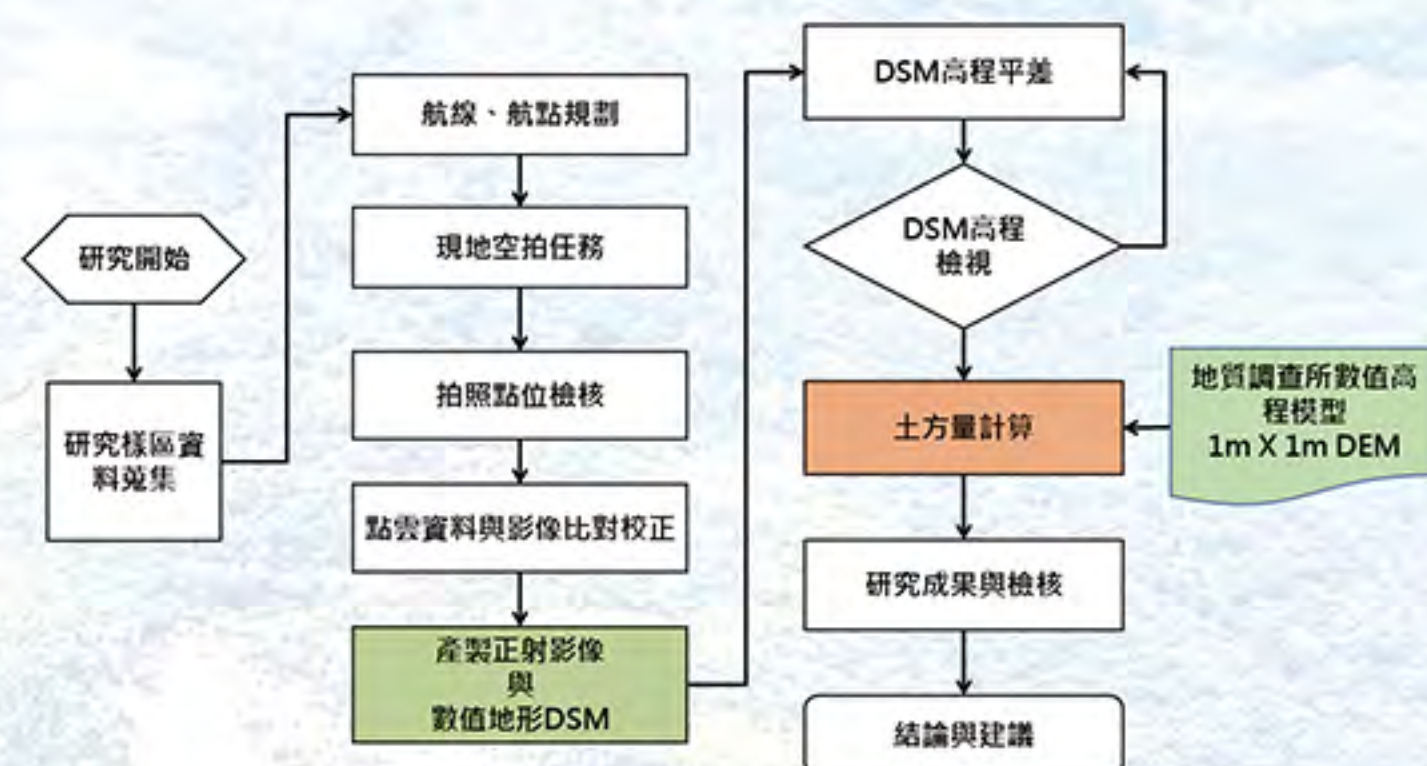 研究開始
研究樣區資
料蒐集
航線、航點規劃
現地空拍任務
拍照點位檢核
點雲資料與影像比對校正
產製正射影像
與
數值地形DSM
DSM高程平差
DSM高程
檢視
土方量計算
地質調查所數值高
程模型
1m X 1m DEM
研究成果與檢核
結論與建議